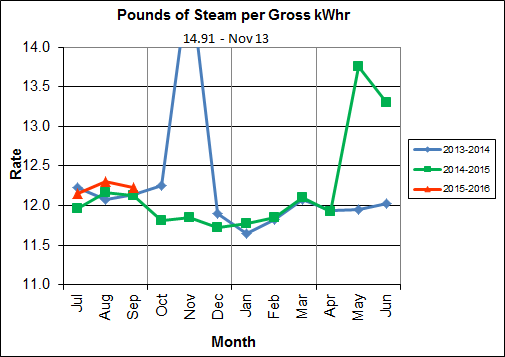 Pounds of Steam per Gross kWhr
14.91 - Nov 13
14.0
13.5
13.0
12.5
12.0
11.5
11.0
Rate
Jul
Aug
Sep
Oct
Nov
Dec
Jan
Feb
Mar
Apr
May
Jun
Month
2013-2014
2014-2015
2015-2016